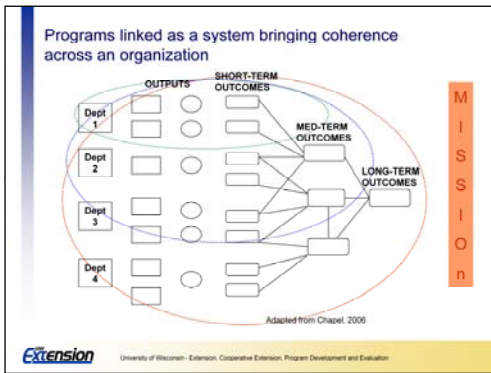 Programs linked as a system bringing coherence
across an organization
OUTPUTS
SHORT-TERM
OUTCOMES
Dept
1
MED-TERM
OUTCOMES
Dept
2
LONG-TERM
OUTCOMES
Dept
3
Dept
4
M
I
S
S
I
O
n
Adapted from Chapel, 2006
UW
Extension
University of Wisconsin - Extension, Cooperative Extension, Program Development and Evaluation